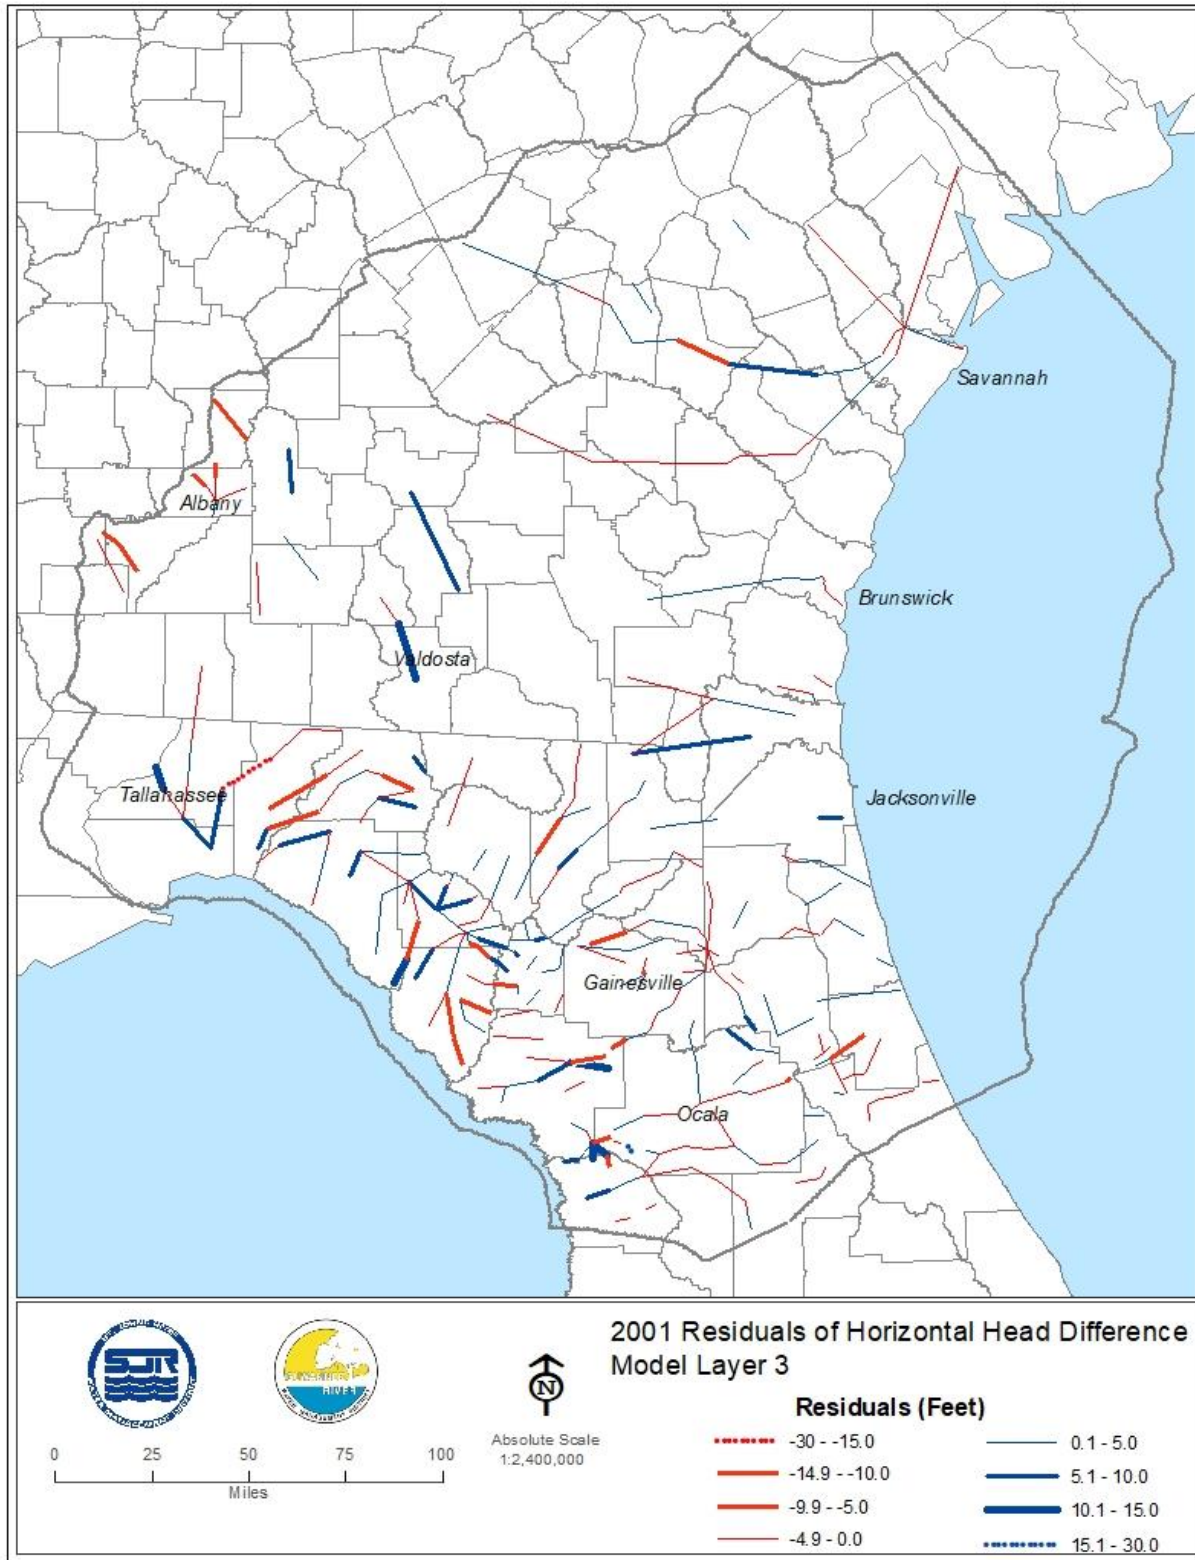 Savannah
Albany
Brunswick
Valdosta
Tallahassee
Jacksonville
Gainesville
Ocala
2001 Residuals of Horizontal Head Difference
Model Layer 3
SJR
RIVER
N
Residuals (Feet)
0 25 50 75 100
Miles
Absolute Scale
1:2,400,000
-30 - -15.0
-14.9 - -10.0
-9.9 - -5.0
-4.9 - 0.0
0.1 - 5.0
5.1 - 10.0
10.1 - 15.0
15.1 - 30.0